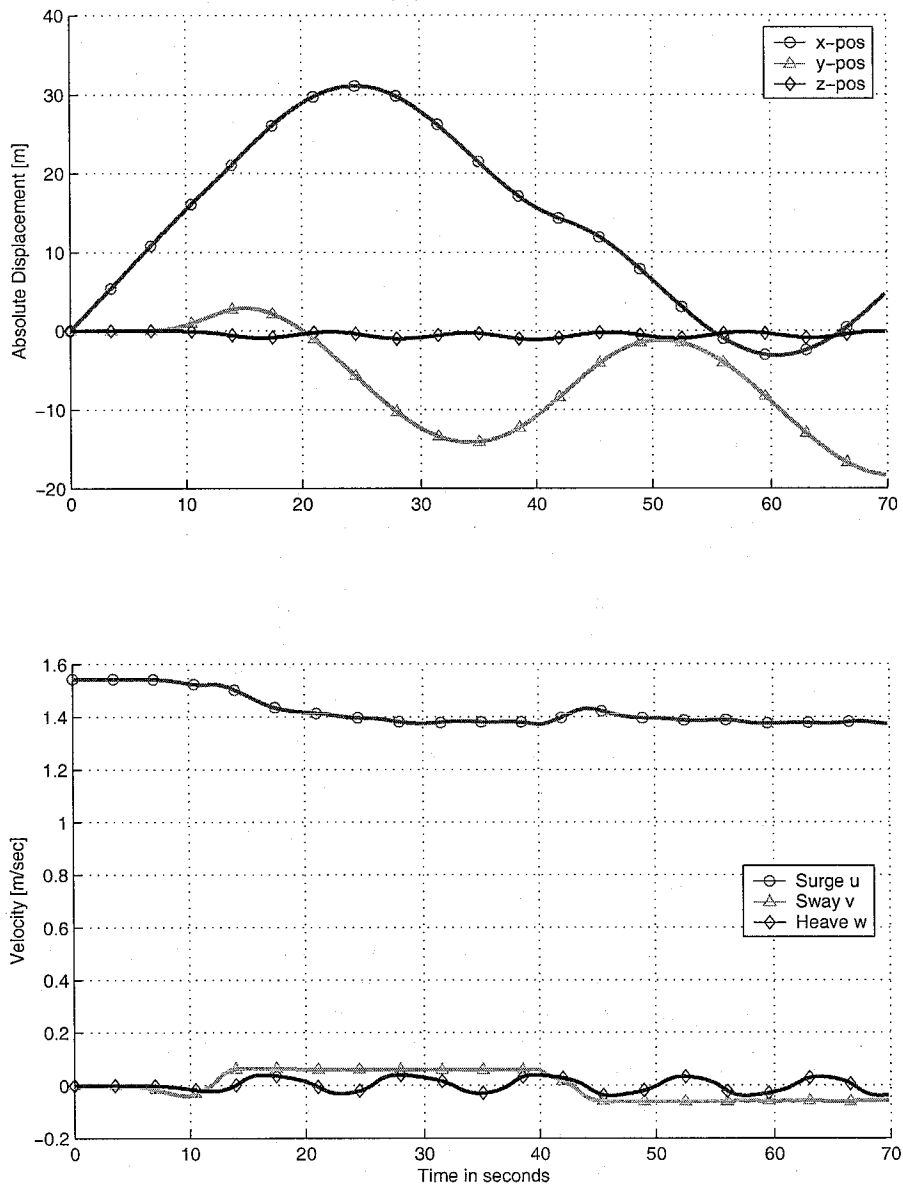 40
30
20
10
0
−10
−20
Absolute Displacement [m]
x−pos
y−pos
z−pos
0 10 20 30 40 50 60 70
1.6
1.4
1.2
1
0.8
0.6
0.4
0.2
0
−0.2
Velocity [m/sec]
Surge u
Sway v
Heave w
0 10 20 30 40 50 60 70
Time in seconds